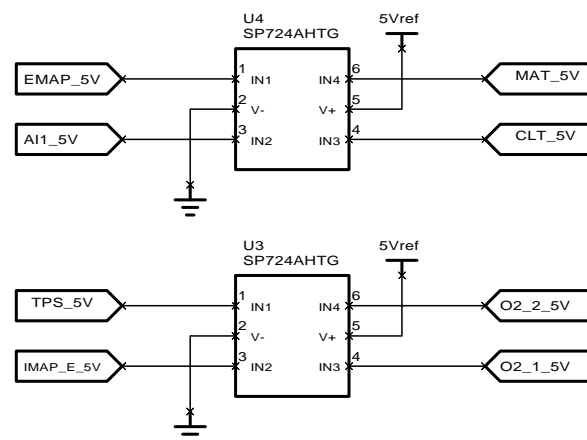 U4
SP724AHTG
5Vref
EMAP_5V
1
IN1
IN4
6
MAT_5V
2
V-
V+
5
AI1_5V
3
IN2
IN3
4
CLT_5V
U3
SP724AHTG
5Vref
TPS_5V
1
IN1
IN4
6
O2_2_5V
2
V-
V+
5
IMAP_E_5V
3
IN2
IN3
4
O2_1_5V